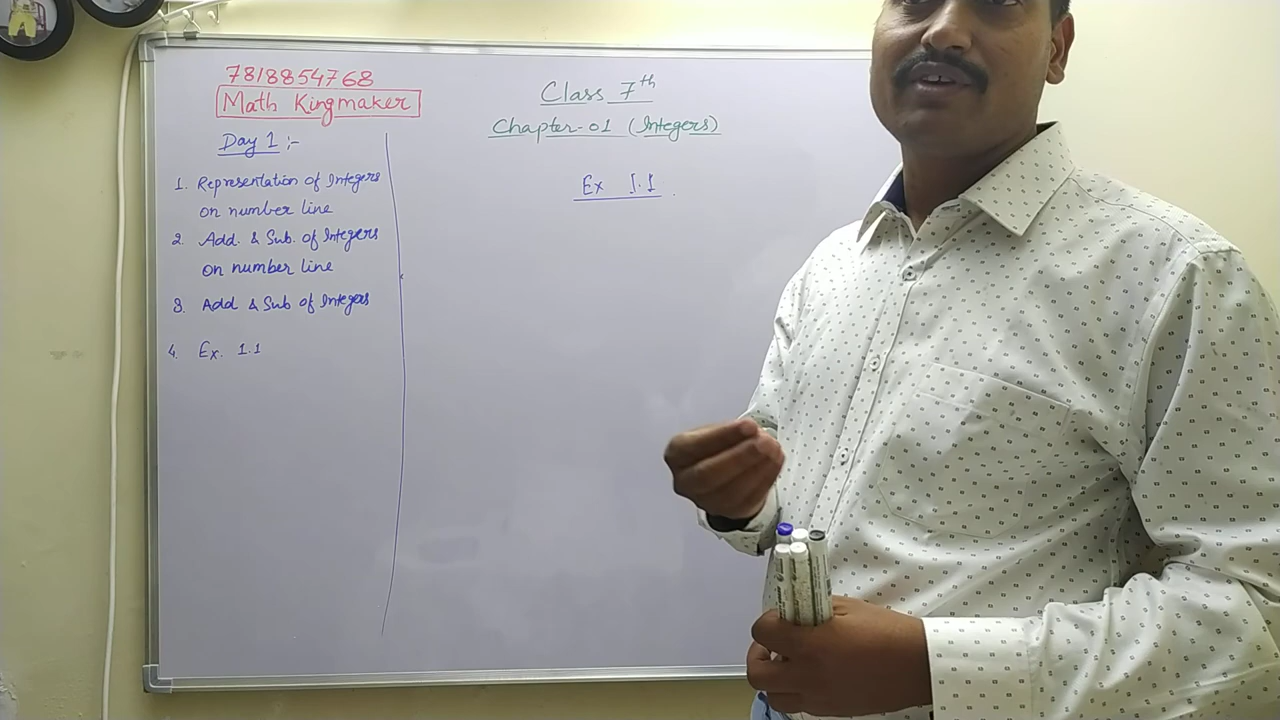 7818854768
Math Kingmaker
Day 1 :-
1. Representation of Integers
on number line
2. Add. & Sub. of Integers
on number line
3. Add & Sub of Integers
4. Ex. 1.1
Class 7th
Chapter-01 (Integers)
Ex 1.1